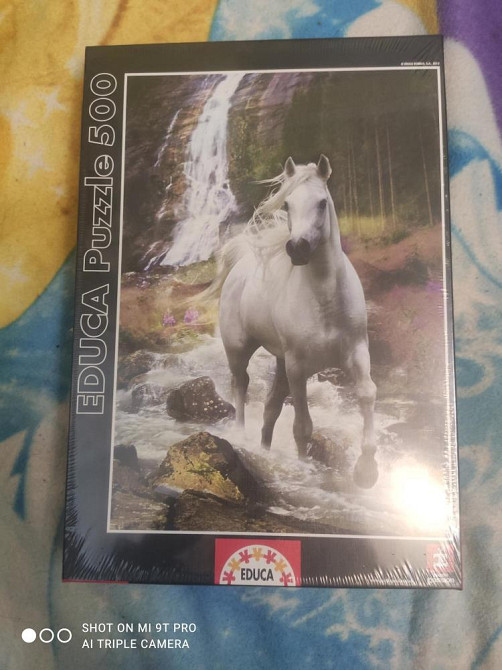 EDUCA Puzzle 500
EDUCA
SHOT ON MI 9T PRO
AI TRIPLE CAMERA